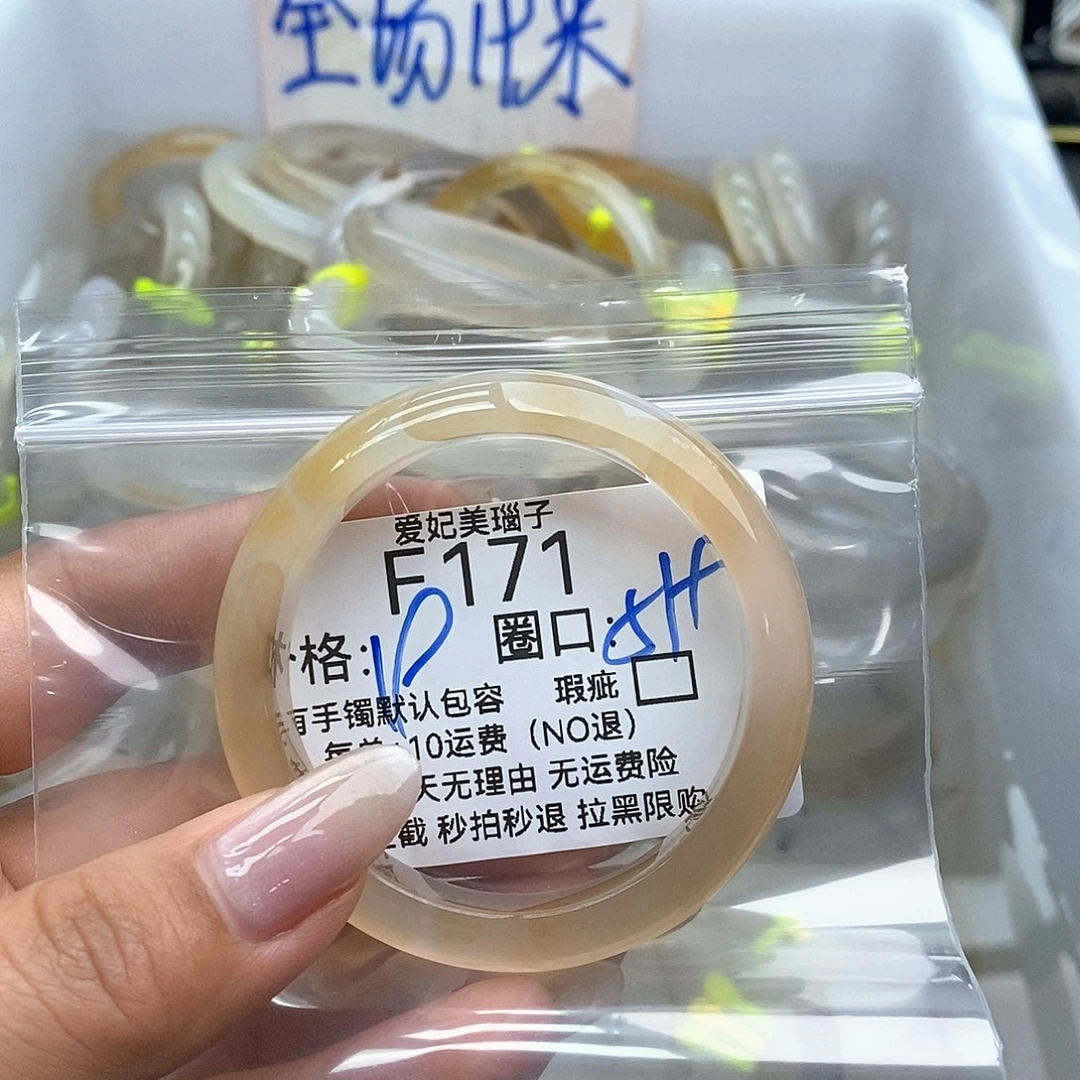 全场
爱妃美瑙子
F171
格: 圈口:
有手镯默认包容 瑕疵
10运费（NO退）
天无理由 无运费险
截 秒拍秒退 拉黑限购